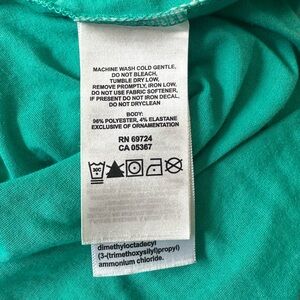 MACHINE WASH COLD GENTLE,
DO NOT BLEACH,
TUMBLE DRY LOW,
REMOVE PROMPTLY, IRON LOW,
DO NOT USE FABRIC SOFTENER,
IF PRESENT DO NOT IRON DECAL,
DO NOT DRYCLEAN
BODY:
96% POLYESTER, 4% ELASTANE
EXCLUSIVE OF ORNAMENTATION
RN 69724
CA 05367
dimethyloctadecyl
(3-(trimethoxysilyl)propyl)
ammonium chloride.